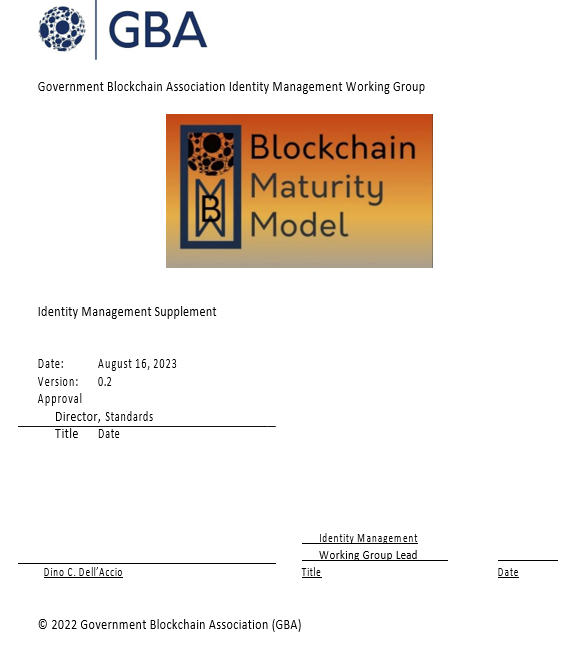 GBA
Government Blockchain Association Identity Management Working Group
B
Blockchain
Maturity
Model
Identity Management Supplement
Date: August 16, 2023
Version: 0.2
Approval
Director, Standards
Title Date
Identity Management
Working Group Lead
Dino C. Dell’Accio Title Date
© 2022 Government Blockchain Association (GBA)